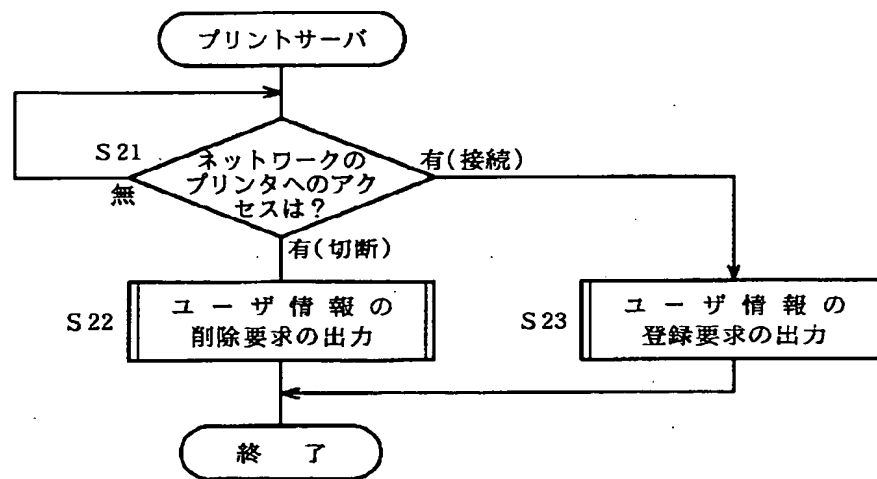 プリントサーバ
S21
ネットワークの
プリンタへのアク
セスは?
無
有(接続)
有(切断)
S22
ユーザ情報の
削除要求の出力
S23
ユーザ情報の
登録要求の出力
終了